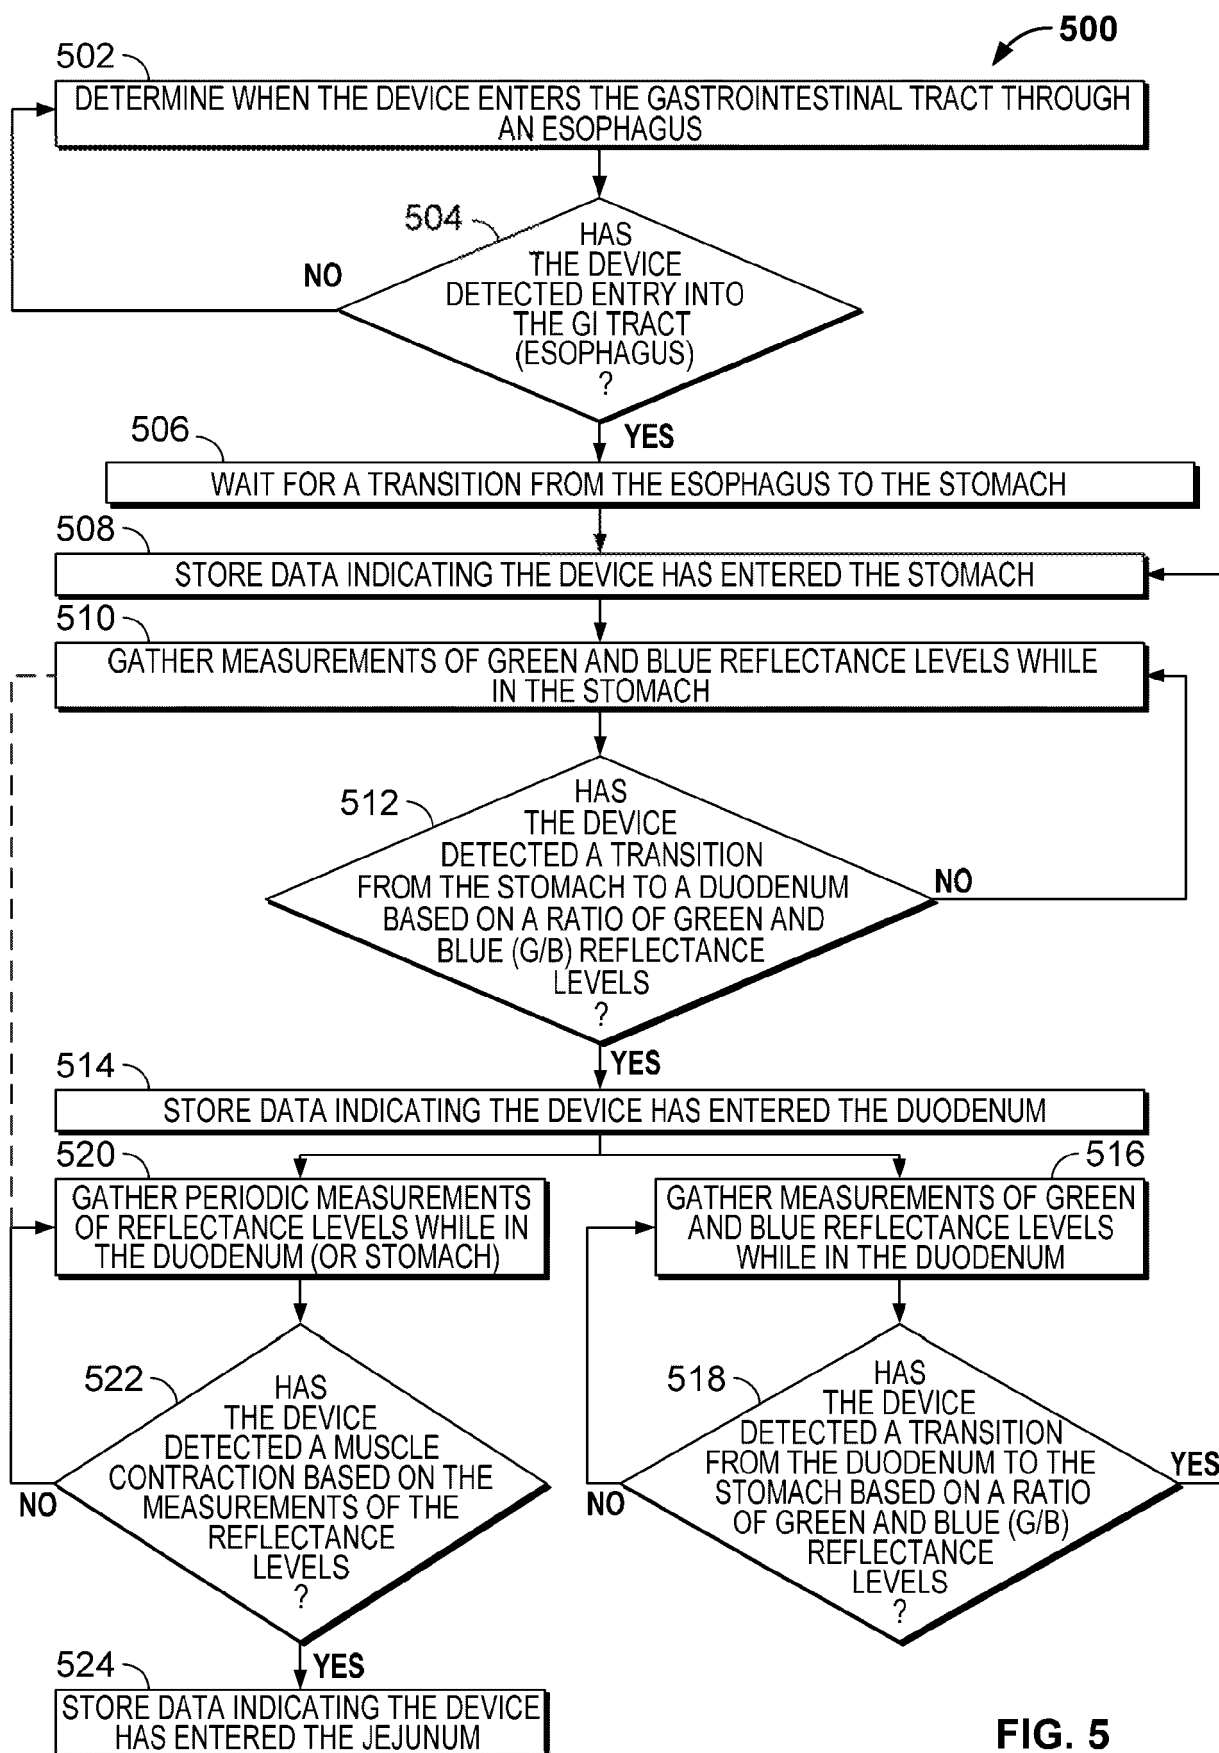 500
502
DETERMINE WHEN THE DEVICE ENTERS THE GASTROINTESTINAL TRACT THROUGH
AN ESOPHAGUS
504
HAS
THE DEVICE
DETECTED ENTRY INTO
THE GI TRACT
(ESOPHAGUS)
?
NO
YES
506
WAIT FOR A TRANSITION FROM THE ESOPHAGUS TO THE STOMACH
508
STORE DATA INDICATING THE DEVICE HAS ENTERED THE STOMACH
510
GATHER MEASUREMENTS OF GREEN AND BLUE REFLECTANCE LEVELS WHILE
IN THE STOMACH
512
HAS
THE DEVICE
DETECTED A TRANSITION
FROM THE STOMACH TO A DUODENUM
BASED ON A RATIO OF GREEN AND
BLUE (G/B) REFLECTANCE
LEVELS
?
NO
YES
514
STORE DATA INDICATING THE DEVICE HAS ENTERED THE DUODENUM
520
GATHER PERIODIC MEASUREMENTS
OF REFLECTANCE LEVELS WHILE IN
THE DUODENUM (OR STOMACH)
516
GATHER MEASUREMENTS OF GREEN
AND BLUE REFLECTANCE LEVELS
WHILE IN THE DUODENUM
522
HAS
THE DEVICE
DETECTED A MUSCLE
CONTRACTION BASED ON THE
MEASUREMENTS OF THE
REFLECTANCE
LEVELS
?
NO
YES
518
HAS
THE DEVICE
DETECTED A TRANSITION
FROM THE DUODENUM TO THE
STOMACH BASED ON A RATIO
OF GREEN AND BLUE (G/B)
REFLECTANCE
LEVELS
?
NO
YES
524
STORE DATA INDICATING THE DEVICE
HAS ENTERED THE JEJUNUM
FIG. 5